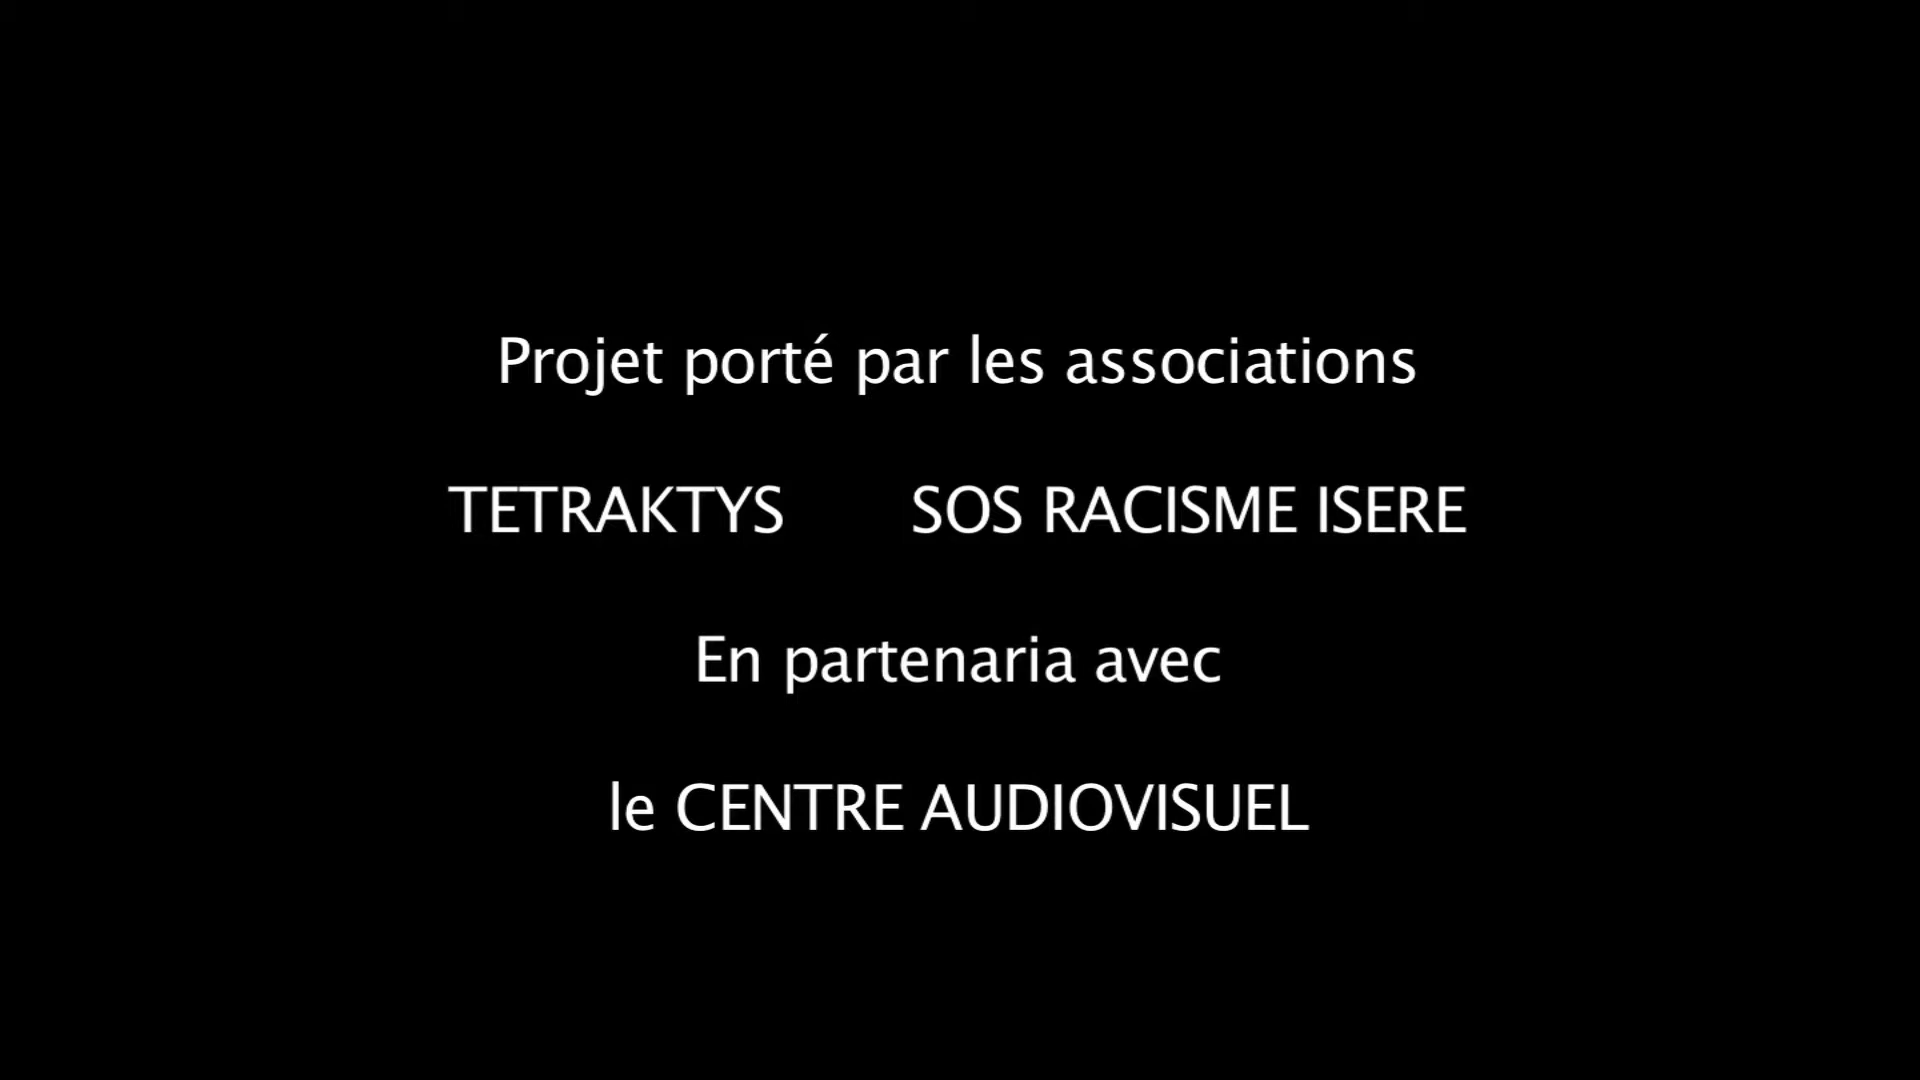 Projet porté par les associations
TETRAKTYS SOS RACISME ISERE
En partenaria avec
le CENTRE AUDIOVISUEL